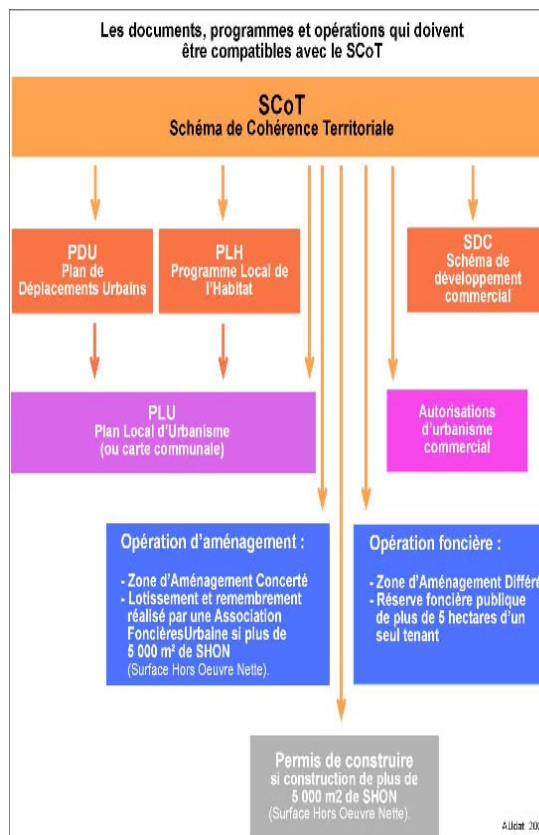 Les documents, programmes et opérations qui doivent
être compatibles avec le SCoT
SCoT
Schéma de Cohérence Territoriale
PDU
Plan de
Déplacements Urbains
PLH
Programme Local de
l'Habitat
SDC
Schéma de
développement
commercial
PLU
Plan Local d'Urbanisme
(ou carte communale)
Autorisations
d'urbanisme
commercial
Opération d'aménagement :
- Zone d'Aménagement Concerté
- Lotissement et remembrement
réalisé par une Association
FoncièresUrbaine si plus de
5 000 m² de SHON
(Surface Hors Oeuvre Nette).
Opération foncière :
- Zone d'Aménagement Différé
- Réserve foncière publique
de plus de 5 hectares d'un
seul tenant
Permis de construire
si construction de plus de
5 000 m2 de SHON
(Surface Hors Oeuvre Nette).